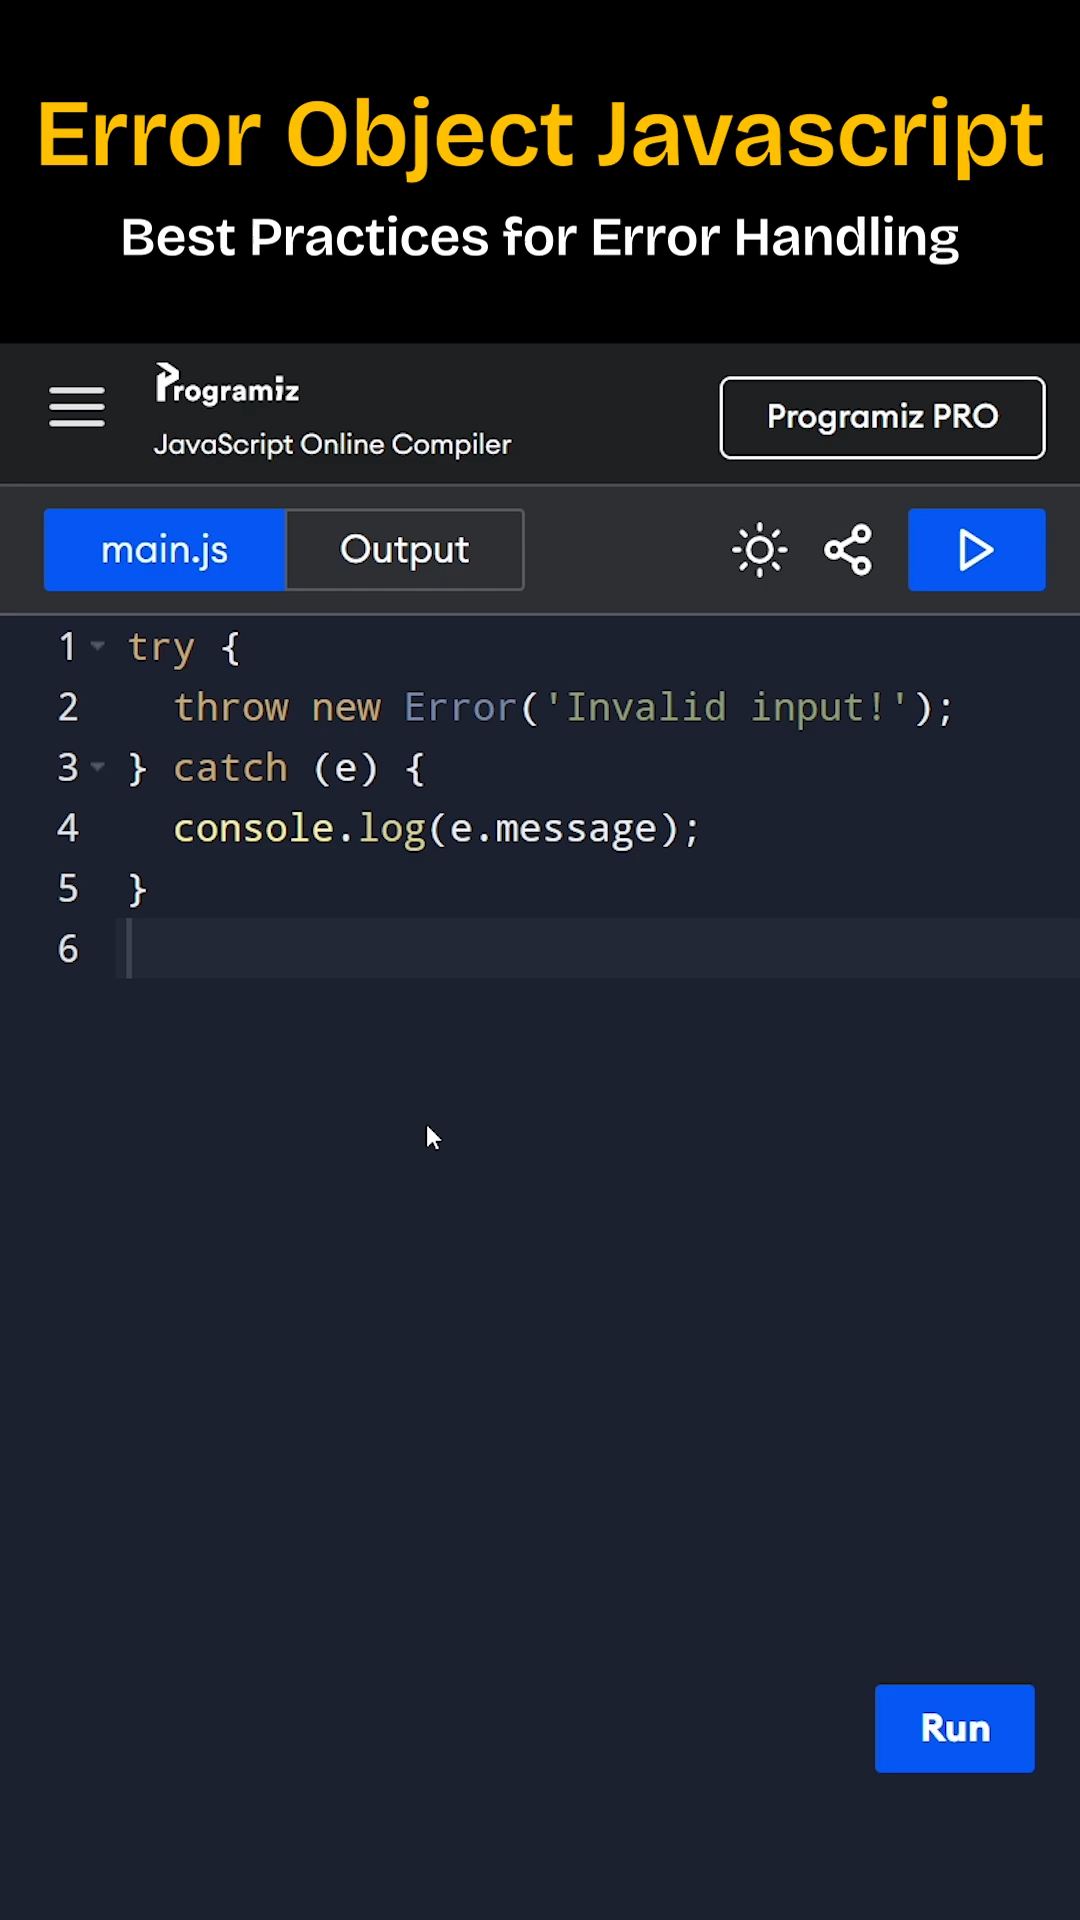 Error Object Javascript
Best Practices for Error Handling
Programiz
JavaScript Online Compiler
Programiz PRO
main.js
Output
1 try {
2   throw new Error('Invalid input!');
3 } catch (e) {
4   console.log(e.message);
5 }
6
Run